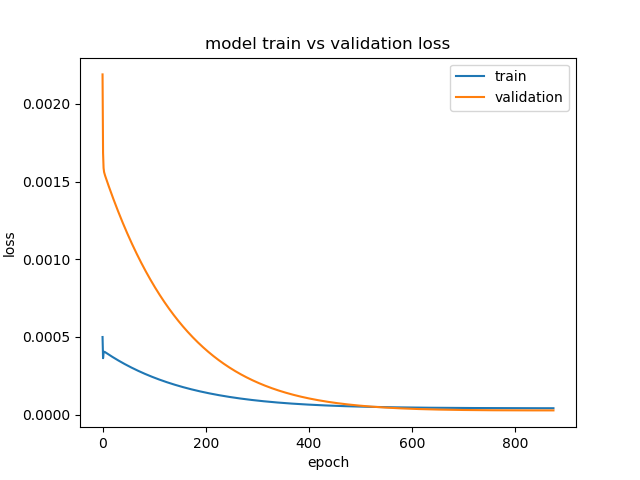 model train vs validation loss
train
validation
0.0020
0.0015
0.0010
0.0005
0.0000
loss
0 200 400 600 800
epoch